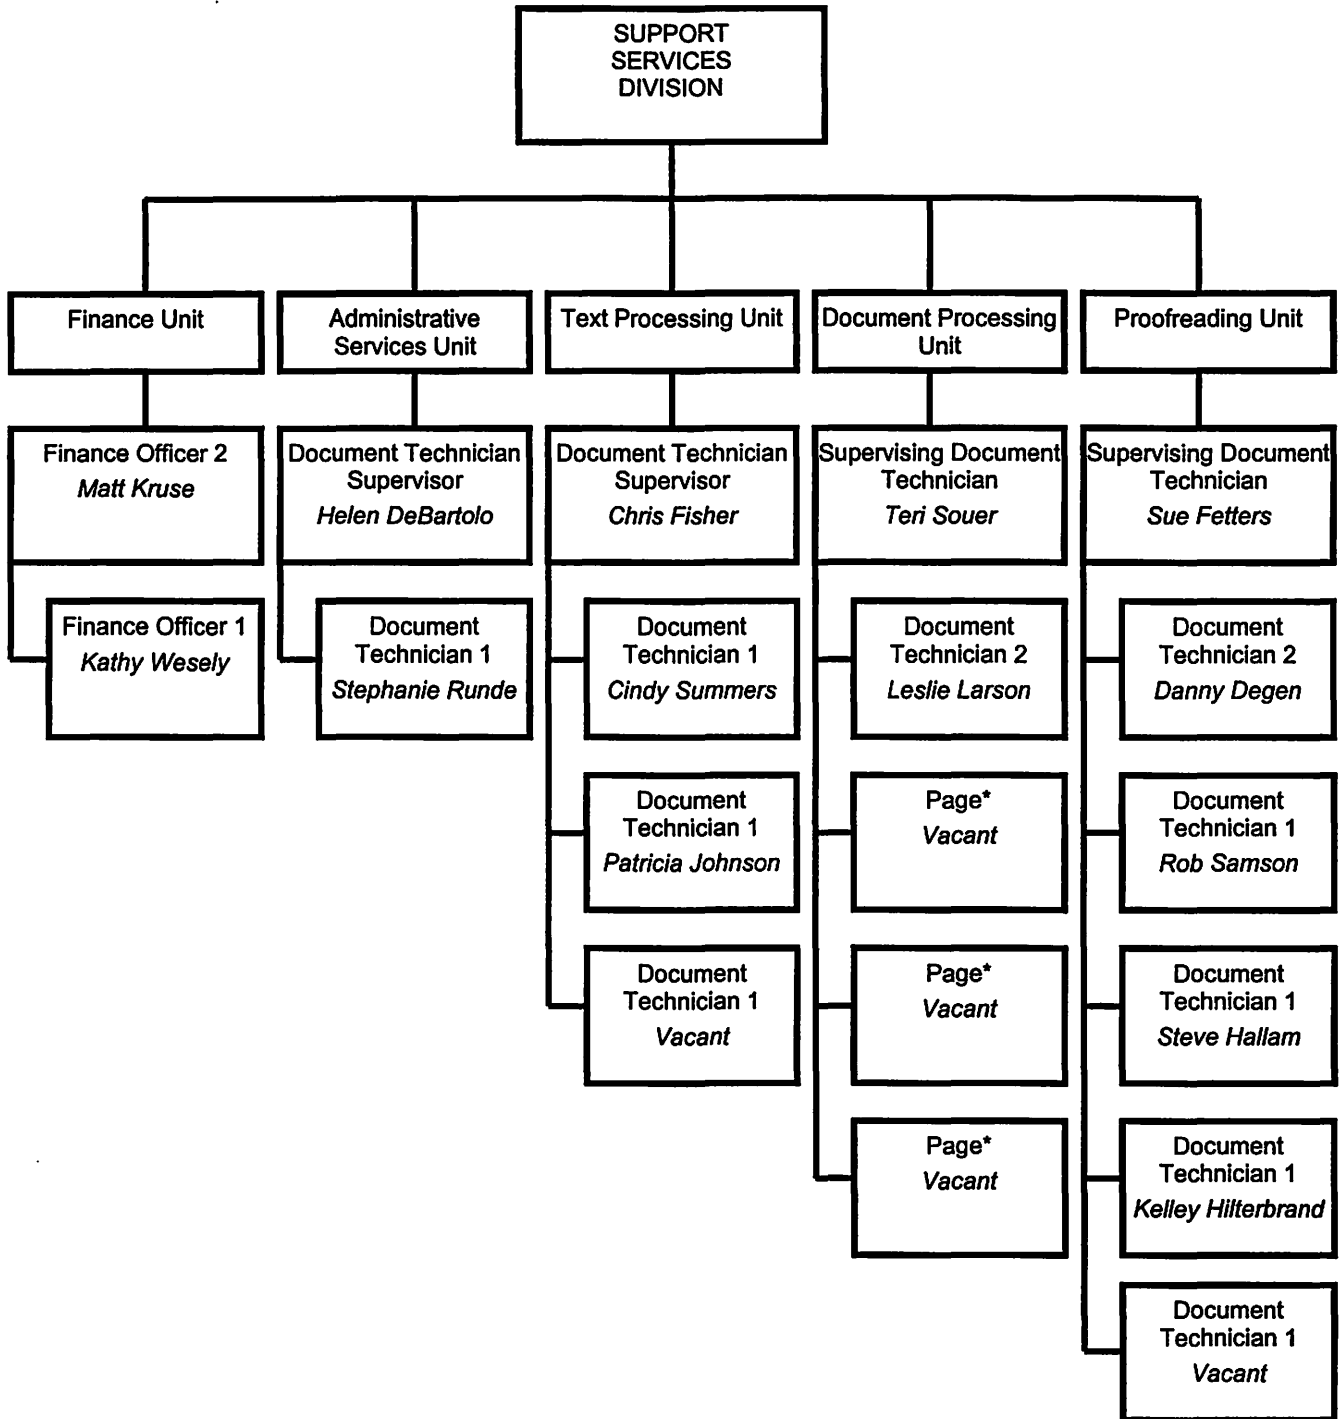 SUPPORT
SERVICES
DIVISION
Finance Unit
Administrative
Services Unit
Text Processing Unit
Document Processing
Unit
Proofreading Unit
Finance Officer 2
Matt Kruse
Document Technician
Supervisor
Helen DeBartolo
Document Technician
Supervisor
Chris Fisher
Supervising Document
Technician
Teri Souer
Supervising Document
Technician
Sue Fetters
Finance Officer 1
Kathy Wesely
Document
Technician 1
Stephanie Runde
Document
Technician 1
Cindy Summers
Document
Technician 2
Leslie Larson
Document
Technician 2
Danny Degen
Document
Technician 1
Patricia Johnson
Page*
Vacant
Document
Technician 1
Rob Samson
Document
Technician 1
Vacant
Page*
Vacant
Document
Technician 1
Steve Hallam
Page*
Vacant
Document
Technician 1
Kelley Hilterbrand
Document
Technician 1
Vacant